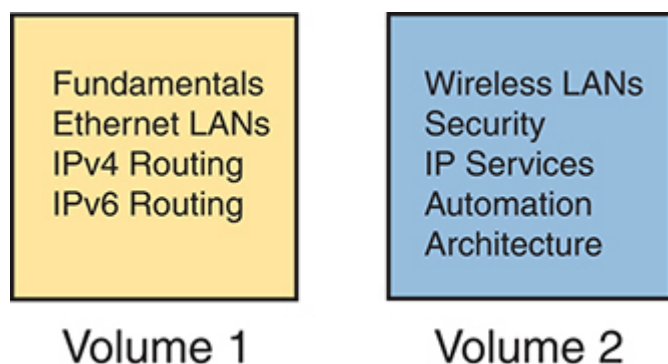 Fundamentals
Ethernet LANs
IPv4 Routing
IPv6 Routing
Volume 1
Wireless LANs
Security
IP Services
Automation
Architecture
Volume 2